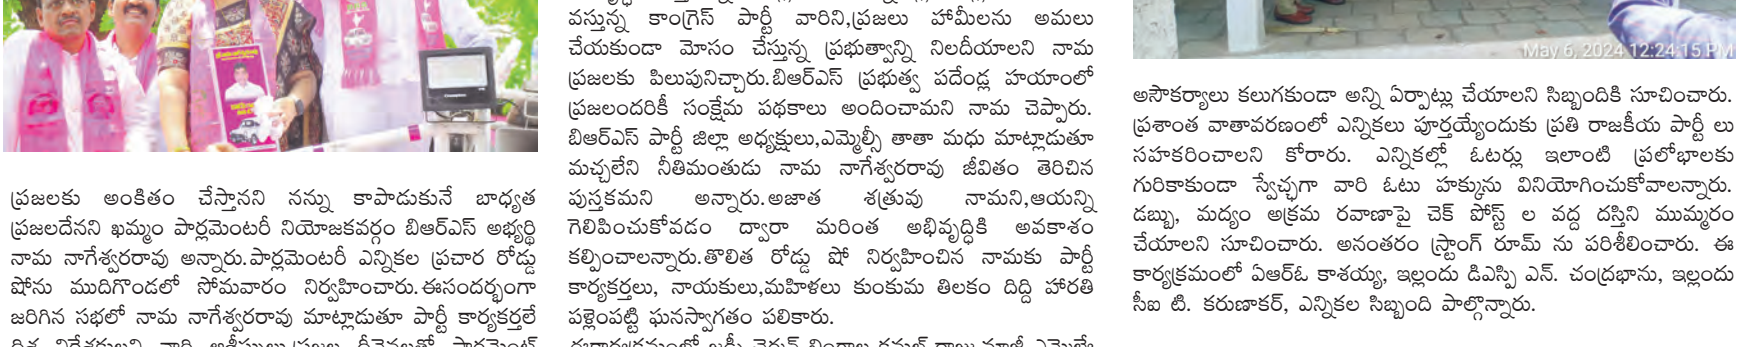 ప్రజలకు అంకితం చేస్తానని నన్ను కాపాడుకునే బాధ్యత
ప్రజలదేనని ఖమ్మం పార్లమెంటరీ నియోజకవర్గం బిఆర్ఎస్ అభ్యర్థి
నామ నాగేశ్వరరావు అన్నారు.పార్లమెంటరీ ఎన్నికల ప్రచార రోడ్డు
షోను ముదిగొండలో సోమవారం నిర్వహించారు.ఈసందర్భంగా
జరిగిన సభలో నామ నాగేశ్వరరావు మాట్లాడుతూ పార్టీ కార్యకర్తలే
వస్తున్న కాంగ్రెస్ పార్టీ వారిని,ప్రజలు హామీలను అమలు
చేయకుండా మోసం చేస్తున్న ప్రభుత్వాన్ని నిలదీయాలని నామ
ప్రజలకు పిలుపునిచ్చారు.బిఆర్ఎస్ ప్రభుత్వ పదేండ్ల హయాంలో
ప్రజలందరికీ సంక్షేమ పథకాలు అందించామని నామ చెప్పారు.
బిఆర్ఎస్ పార్టీ జిల్లా అధ్యక్షులు,ఎమ్మెల్సీ తాతా మధు మాట్లాడుతూ
మచ్చలేని నీతిమంతుడు నామ నాగేశ్వరరావు జీవితం తెరిచిన
పుస్తకమని అన్నారు.అజాత శత్రువు నామని,ఆయన్ని
గెలిపించుకోవడం ద్వారా మరింత అభివృద్ధికి అవకాశం
కల్పించాలన్నారు.తొలిత రోడ్డు షో నిర్వహించిన నామకు పార్టీ
కార్యకర్తలు, నాయకులు,మహిళలు కుంకుమ తిలకం దిద్ది హారతి
పళ్లెంపట్టి ఘనస్వాగతం పలికారు.
May 6, 2024 12:24:15 PM
అసౌకర్యాలు కలుగకుండా అన్ని ఏర్పాట్లు చేయాలని సిబ్బందికి సూచించారు.
ప్రశాంత వాతావరణంలో ఎన్నికలు పూర్తయ్యేందుకు ప్రతి రాజకీయ పార్టీ లు
సహకరించాలని కోరారు. ఎన్నికల్లో ఓటర్లు ఇలాంటి ప్రలోభాలకు
గురికాకుండా స్వేచ్ఛగా వారి ఓటు హక్కును వినియోగించుకోవాలన్నారు.
డబ్బు, మద్యం అక్రమ రవాణాపై చెక్ పోస్ట్ ల వద్ద దస్తిని ముమ్మరం
చేయాలని సూచించారు. అనంతరం స్ట్రాంగ్ రూమ్ ను పరిశీలించారు. ఈ
కార్యక్రమంలో ఏఆర్ఓ కాశయ్య, ఇల్లందు డిఎస్పి ఎన్. చంద్రభాను, ఇల్లందు
సీఐ టి. కరుణాకర్, ఎన్నికల సిబ్బంది పాల్గొన్నారు.